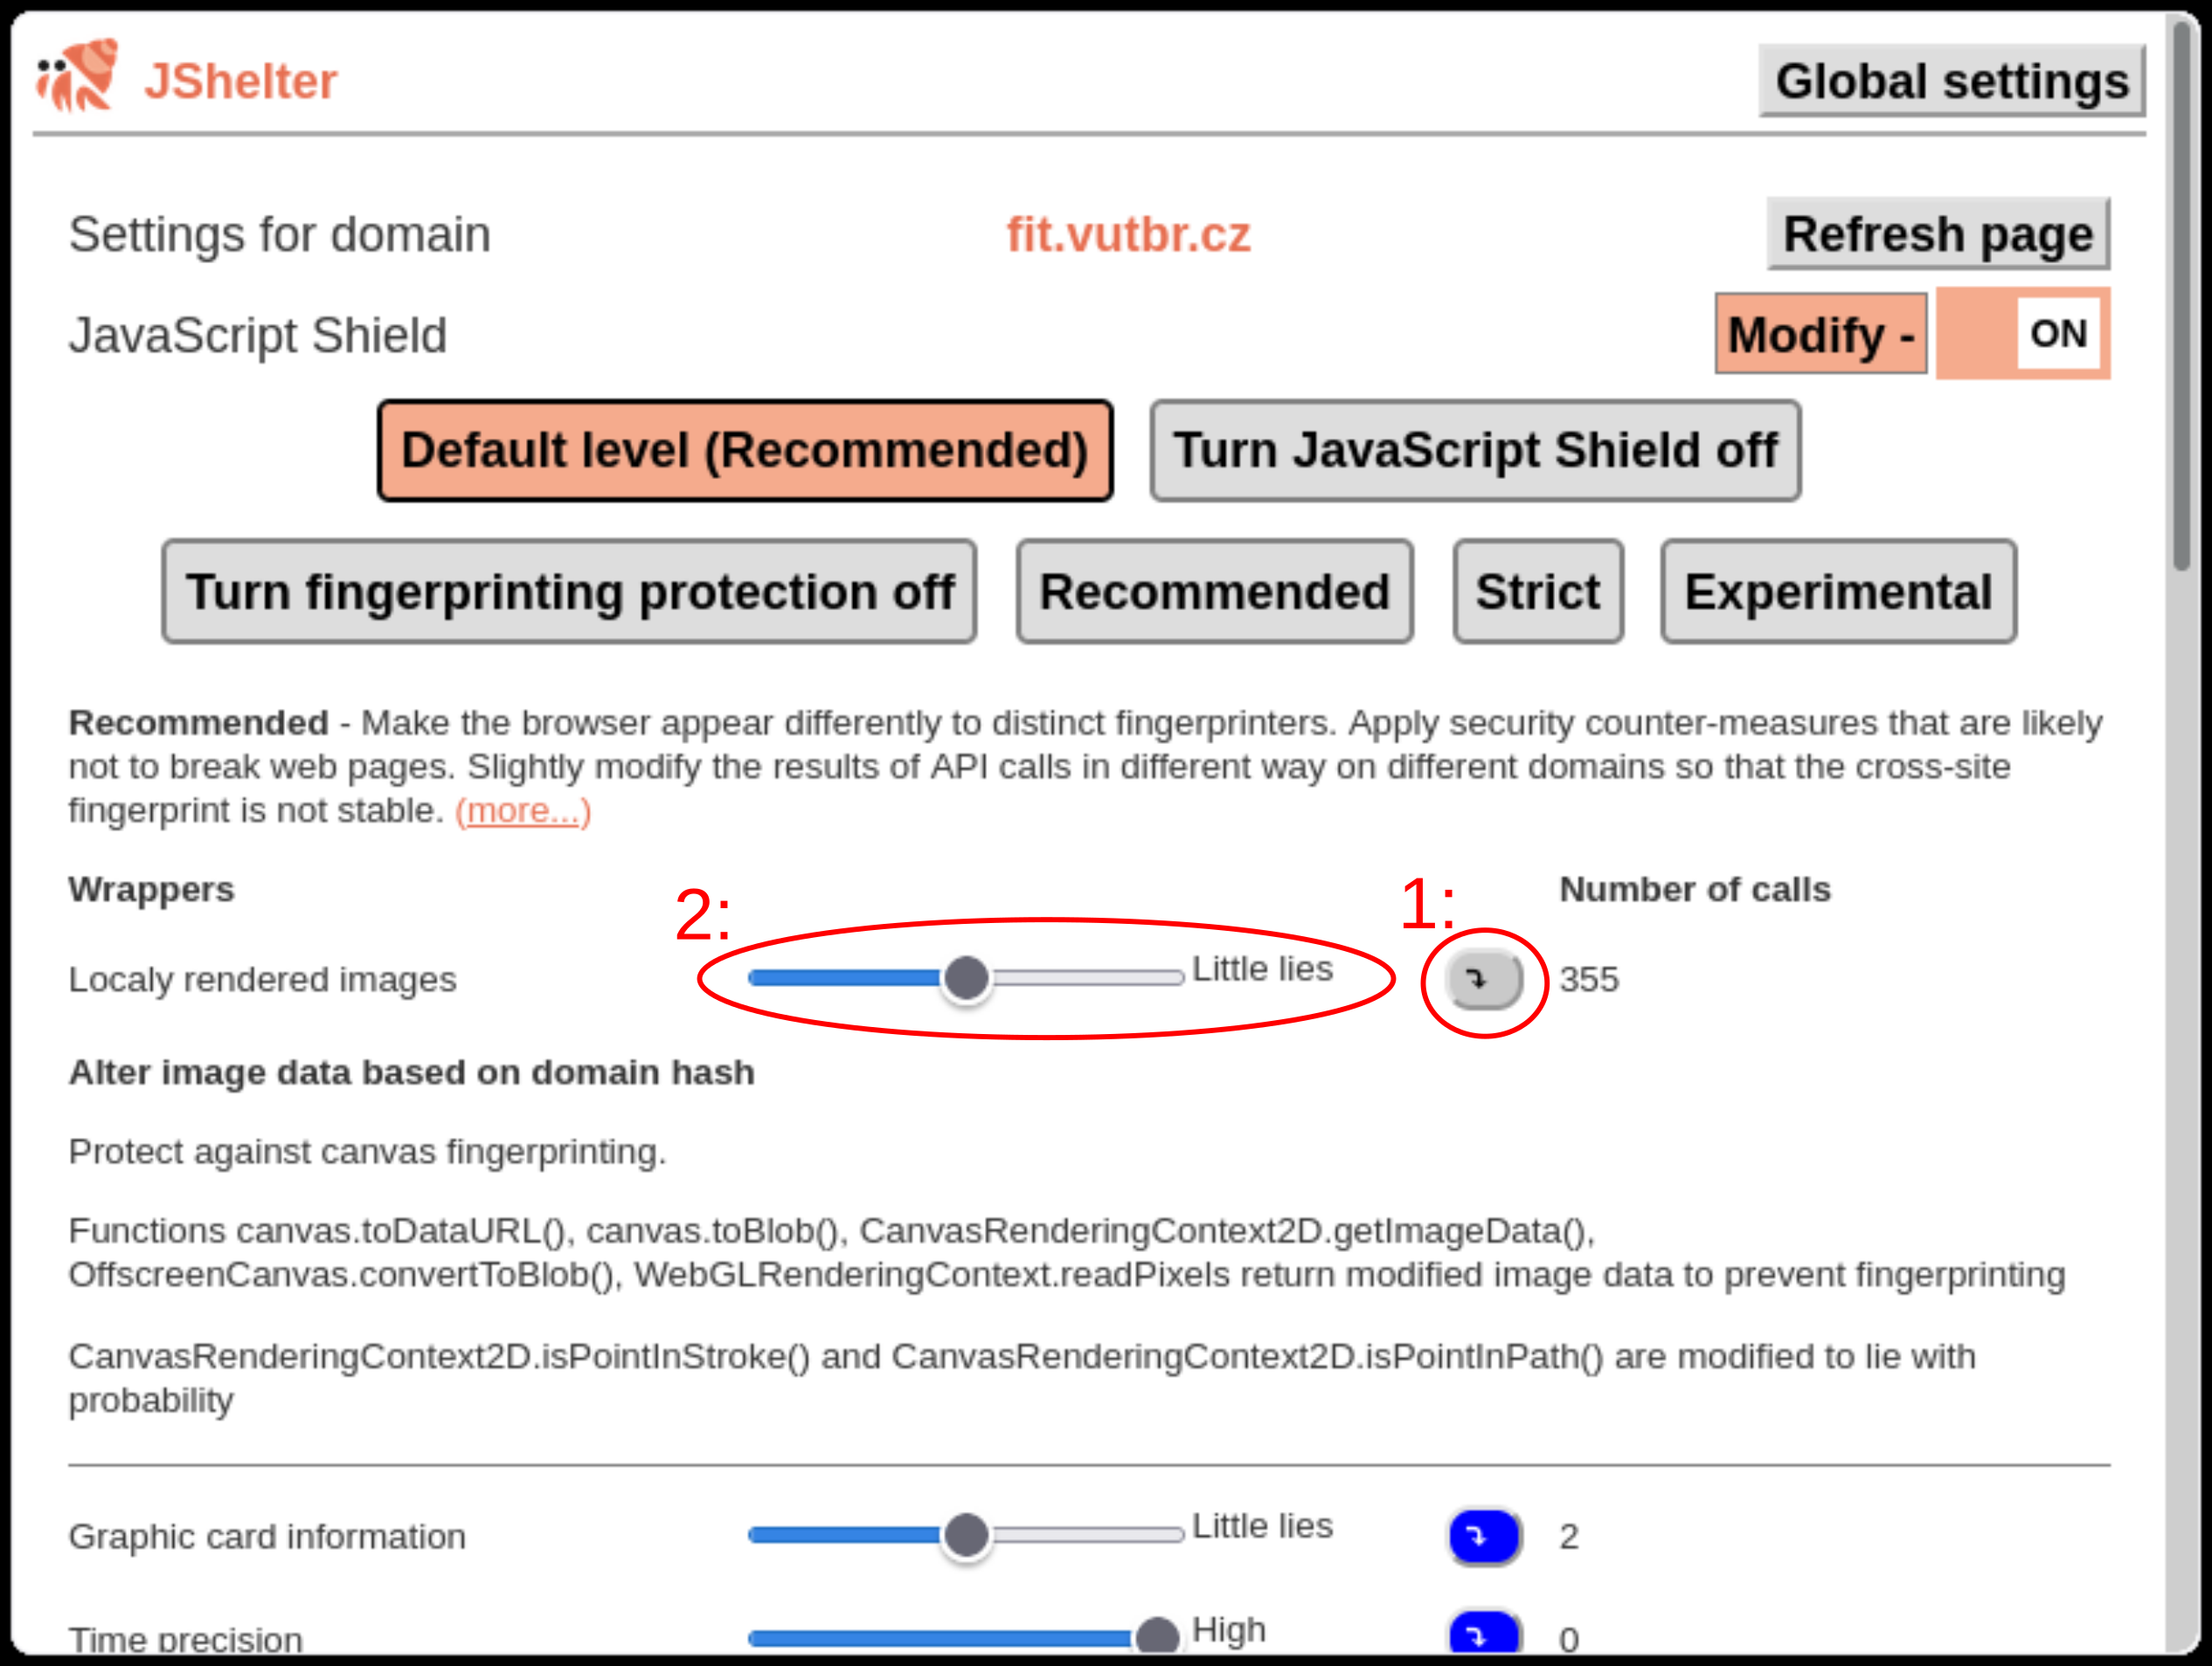 JShelter
Global settings
Settings for domain
fit.vutbr.cz
Refresh page
JavaScript Shield
Modify -
ON
Default level (Recommended)
Turn JavaScript Shield off
Turn fingerprinting protection off
Recommended
Strict
Experimental
Recommended - Make the browser appear differently to distinct fingerprinters. Apply security counter-measures that are likely
not to break web pages. Slightly modify the results of API calls in different way on different domains so that the cross-site
fingerprint is not stable. (more...)
Wrappers
2:
1:
Number of calls
Localy rendered images
Little lies
355
Alter image data based on domain hash
Protect against canvas fingerprinting.
Functions canvas.toDataURL(), canvas.toBlob(), CanvasRenderingContext2D.getImageData(),
OffscreenCanvas.convertToBlob(), WebGLRenderingContext.readPixels return modified image data to prevent fingerprinting
CanvasRenderingContext2D.isPointInStroke() and CanvasRenderingContext2D.isPointInPath() are modified to lie with
probability
Graphic card information
Little lies
2
Time precision
High
0